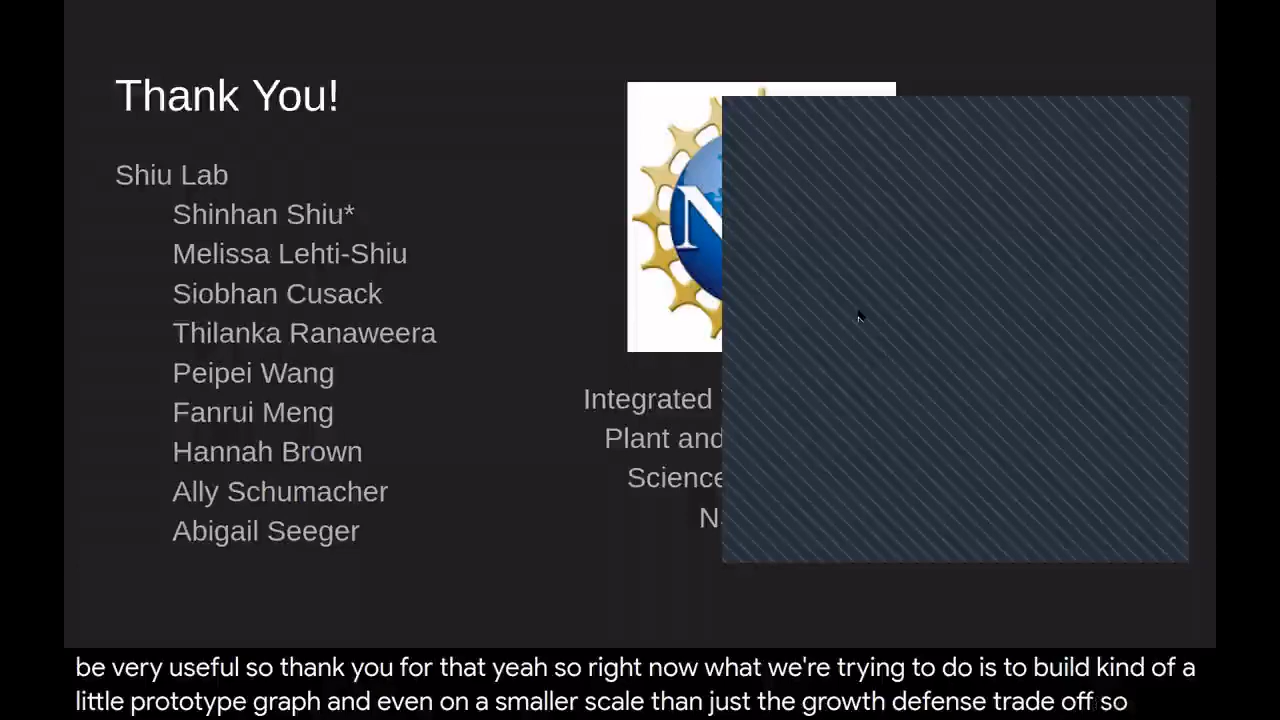 Thank You!
Shiu Lab
Shinhan Shiu*
Melissa Lehti-Shiu
Siobhan Cusack
Thilanka Ranaweera
Peipei Wang
Fanrui Meng
Hannah Brown
Ally Schumacher
Abigail Seeger
N
Integrated
Plant and
Science
N
be very useful so thank you for that yeah so right now what we're trying to do is to build kind of a
little prototype graph and even on a smaller scale than just the growth defense trade off so